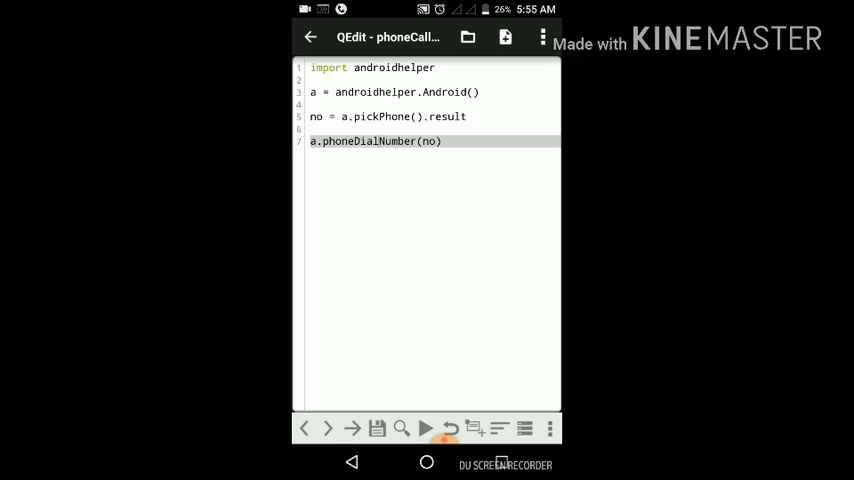 26% 5:55 AM
QEdit - phoneCall...
Made with KINEMASTER
1 import androidhelper
2
3 a = androidhelper.Android()
4
5 no = a.pickPhone().result
6
7 a.phoneDialNumber(no)
DU SCREEN RECORDER